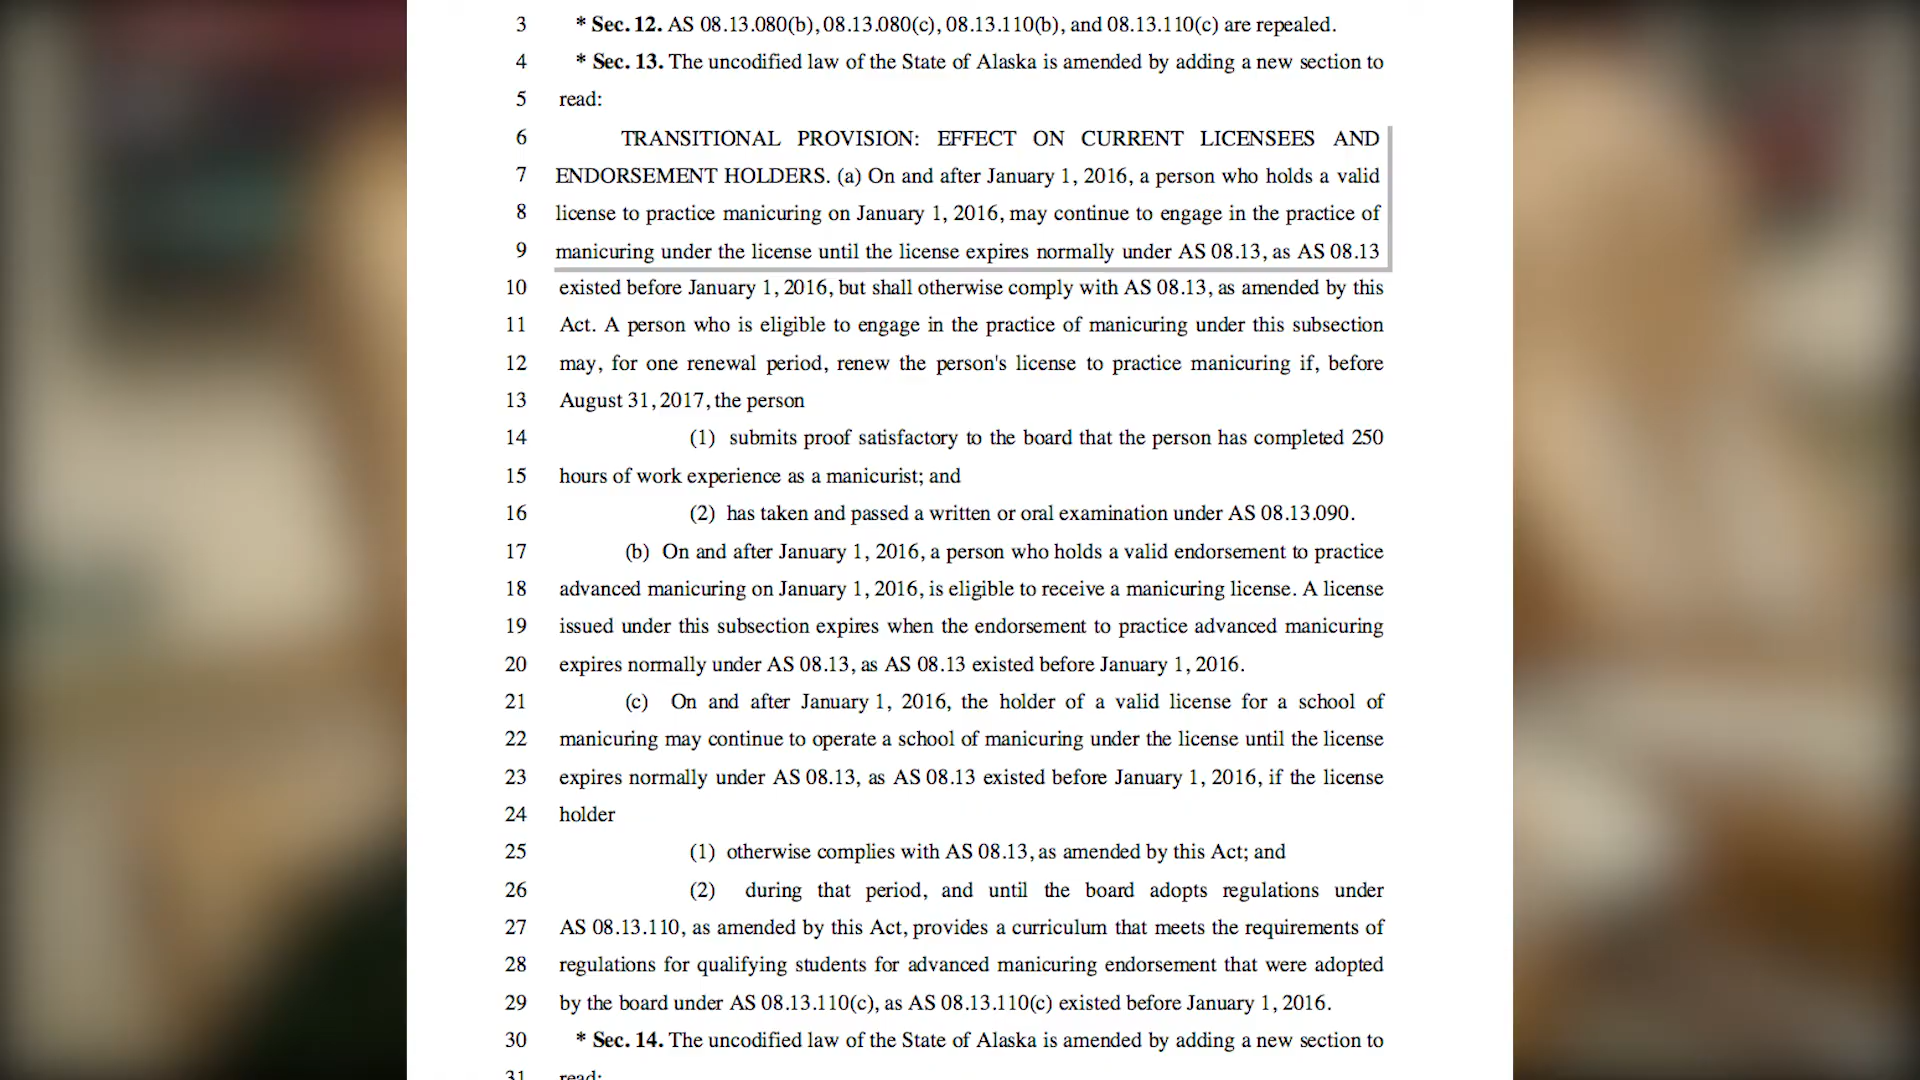 3 * Sec. 12. AS 08.13.080(b), 08.13.080(c), 08.13.110(b), and 08.13.110(c) are repealed.
4 * Sec. 13. The uncodified law of the State of Alaska is amended by adding a new section to
5 read:
6 TRANSITIONAL PROVISION: EFFECT ON CURRENT LICENSEES AND
7 ENDORSEMENT HOLDERS. (a) On and after January 1, 2016, a person who holds a valid
8 license to practice manicuring on January 1, 2016, may continue to engage in the practice of
9 manicuring under the license until the license expires normally under AS 08.13, as AS 08.13
10 existed before January 1, 2016, but shall otherwise comply with AS 08.13, as amended by this
11 Act. A person who is eligible to engage in the practice of manicuring under this subsection
12 may, for one renewal period, renew the person's license to practice manicuring if, before
13 August 31, 2017, the person
14 (1) submits proof satisfactory to the board that the person has completed 250
15 hours of work experience as a manicurist; and
16 (2) has taken and passed a written or oral examination under AS 08.13.090.
17 (b) On and after January 1, 2016, a person who holds a valid endorsement to practice
18 advanced manicuring on January 1, 2016, is eligible to receive a manicuring license. A license
19 issued under this subsection expires when the endorsement to practice advanced manicuring
20 expires normally under AS 08.13, as AS 08.13 existed before January 1, 2016.
21 (c) On and after January 1, 2016, the holder of a valid license for a school of
22 manicuring may continue to operate a school of manicuring under the license until the license
23 expires normally under AS 08.13, as AS 08.13 existed before January 1, 2016, if the license
24 holder
25 (1) otherwise complies with AS 08.13, as amended by this Act; and
26 (2) during that period, and until the board adopts regulations under
27 AS 08.13.110, as amended by this Act, provides a curriculum that meets the requirements of
28 regulations for qualifying students for advanced manicuring endorsement that were adopted
29 by the board under AS 08.13.110(c), as AS 08.13.110(c) existed before January 1, 2016.
30 * Sec. 14. The uncodified law of the State of Alaska is amended by adding a new section to
31 read: